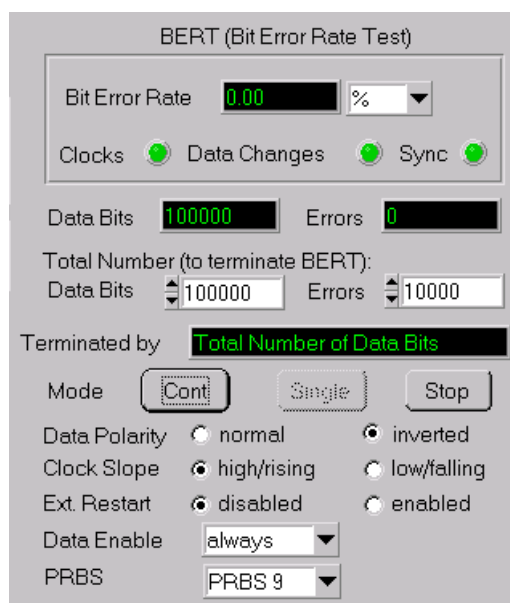 BERT (Bit Error Rate Test)
Bit Error Rate 0.00 %
Clocks Data Changes Sync
Data Bits 100000 Errors 0
Total Number (to terminate BERT):
Data Bits 100000 Errors 10000
Terminated by Total Number of Data Bits
Mode Cont Single Stop
Data Polarity normal inverted
Clock Slope high/rising low/falling
Ext. Restart disabled enabled
Data Enable always
PRBS PRBS 9